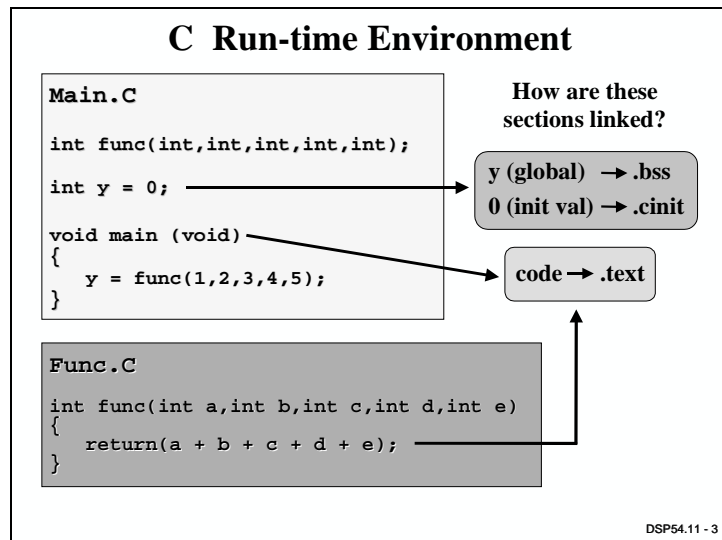 C Run-time Environment
Main.C
int func(int,int,int,int,int);
int y = 0;
void main (void)
{
y = func(1,2,3,4,5);
}
How are these
sections linked?
y (global) → .bss
0 (init val) → .cinit
code → .text
Func.C
int func(int a,int b,int c,int d,int e)
{
return(a + b + c + d + e);
}
DSP54.11 - 3